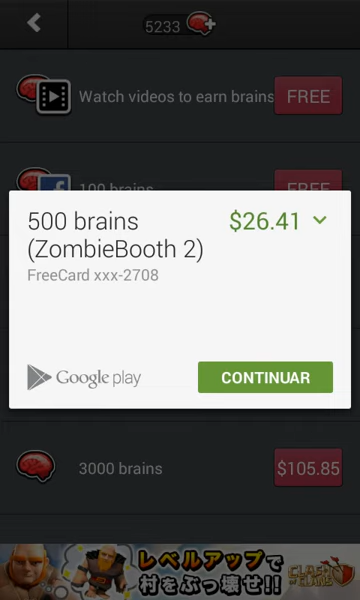 5233
Watch videos to earn brains
FREE
100 brains
FREE
500 brains
(ZombieBooth 2)
$26.41
FreeCard xxx-2708
Google play
CONTINUAR
3000 brains
$105.85
レベルアップで
村をぶっ壊せ!!
CLASH OF CLANS